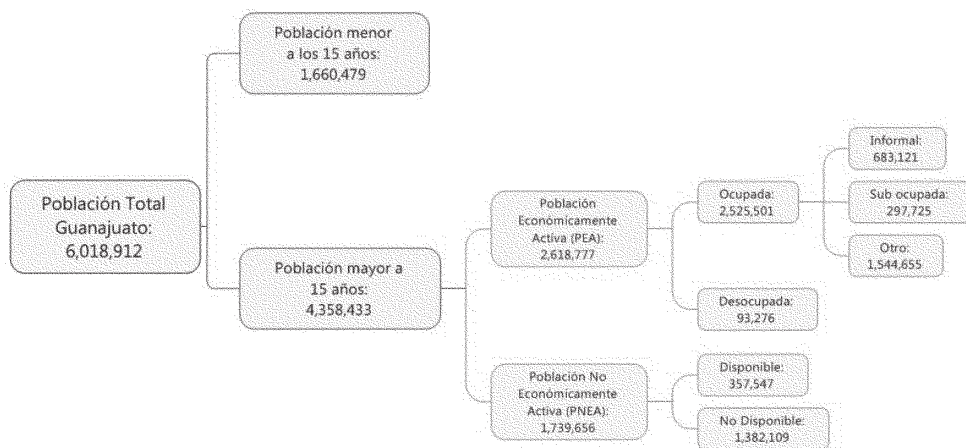 Población Total
Guanajuato:
6,018,912
Población menor
a los 15 años:
1,660,479
Población mayor a
15 años:
4,358,433
Población
Económicamente
Activa (PEA):
2,618,777
Población No
Económicamente
Activa (PNEA):
1,739,656
Ocupada:
2,525,501
Desocupada:
93,276
Disponible:
357,547
No Disponible:
1,382,109
Informal:
683,121
Sub ocupada:
297,725
Otro:
1,544,655